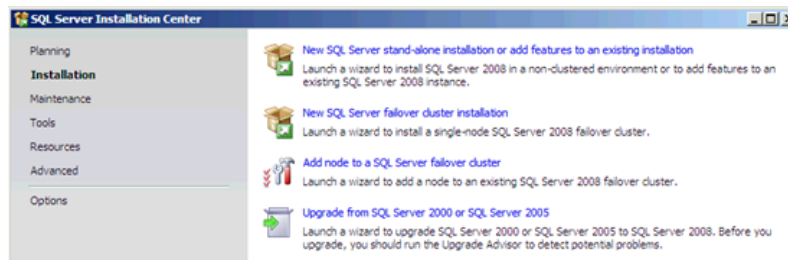 SQL Server Installation Center
Planning
Installation
Maintenance
Tools
Resources
Advanced
Options
New SQL Server stand-alone installation or add features to an existing installation
Launch a wizard to install SQL Server 2008 in a non-clustered environment or to add features to an
existing SQL Server 2008 instance.
New SQL Server failover cluster installation
Launch a wizard to install a single-node SQL Server 2008 failover cluster.
Add node to a SQL Server failover cluster
Launch a wizard to add a node to an existing SQL Server 2008 failover cluster.
Upgrade from SQL Server 2000 or SQL Server 2005
Launch a wizard to upgrade SQL Server 2000 or SQL Server 2005 to SQL Server 2008. Before you
upgrade, you should run the Upgrade Advisor to detect potential problems.